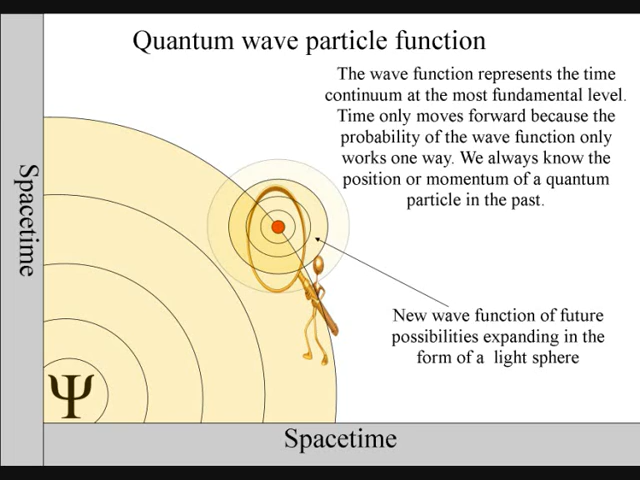 Quantum wave particle function
The wave function represents the time
continuum at the most fundamental level.
Time only moves forward because the
probability of the wave function only
works one way. We always know the
position or momentum of a quantum
particle in the past.
Spacetime
New wave function of future
possibilities expanding in the
form of a light sphere
Ψ
Spacetime